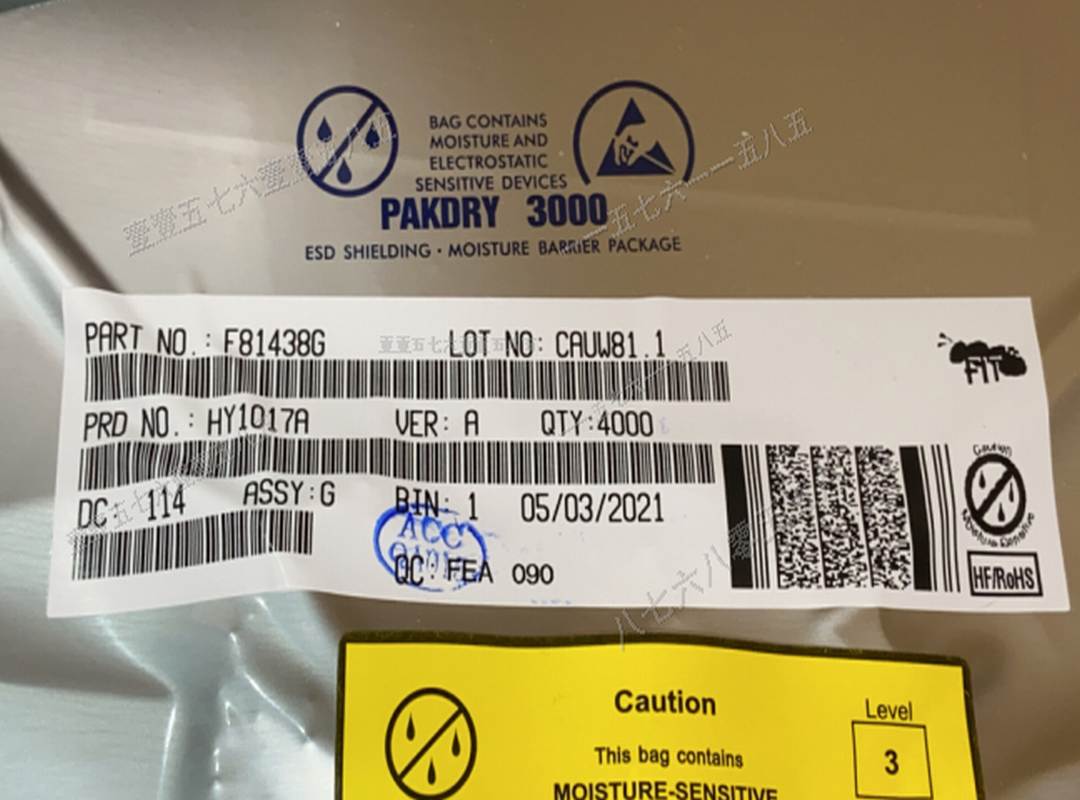 BAG CONTAINS
MOISTURE AND
ELECTROSTATIC
SENSITIVE DEVICES
PAKDRY 3000
ESD SHIELDING · MOISTURE BARRIER PACKAGE
PART NO.: F81438G LOT NO: CAUW81.1
FIT
PRD NO.: HY1017A VER: A QTY:4000
DC: 114 ASSY:G BIN: 1 05/03/2021
ACC
QC: FEA 090
Caution
Moisture Sensitive
HF/RoHS
Caution
Level
3
This bag contains
MOISTURE-SENSITIVE